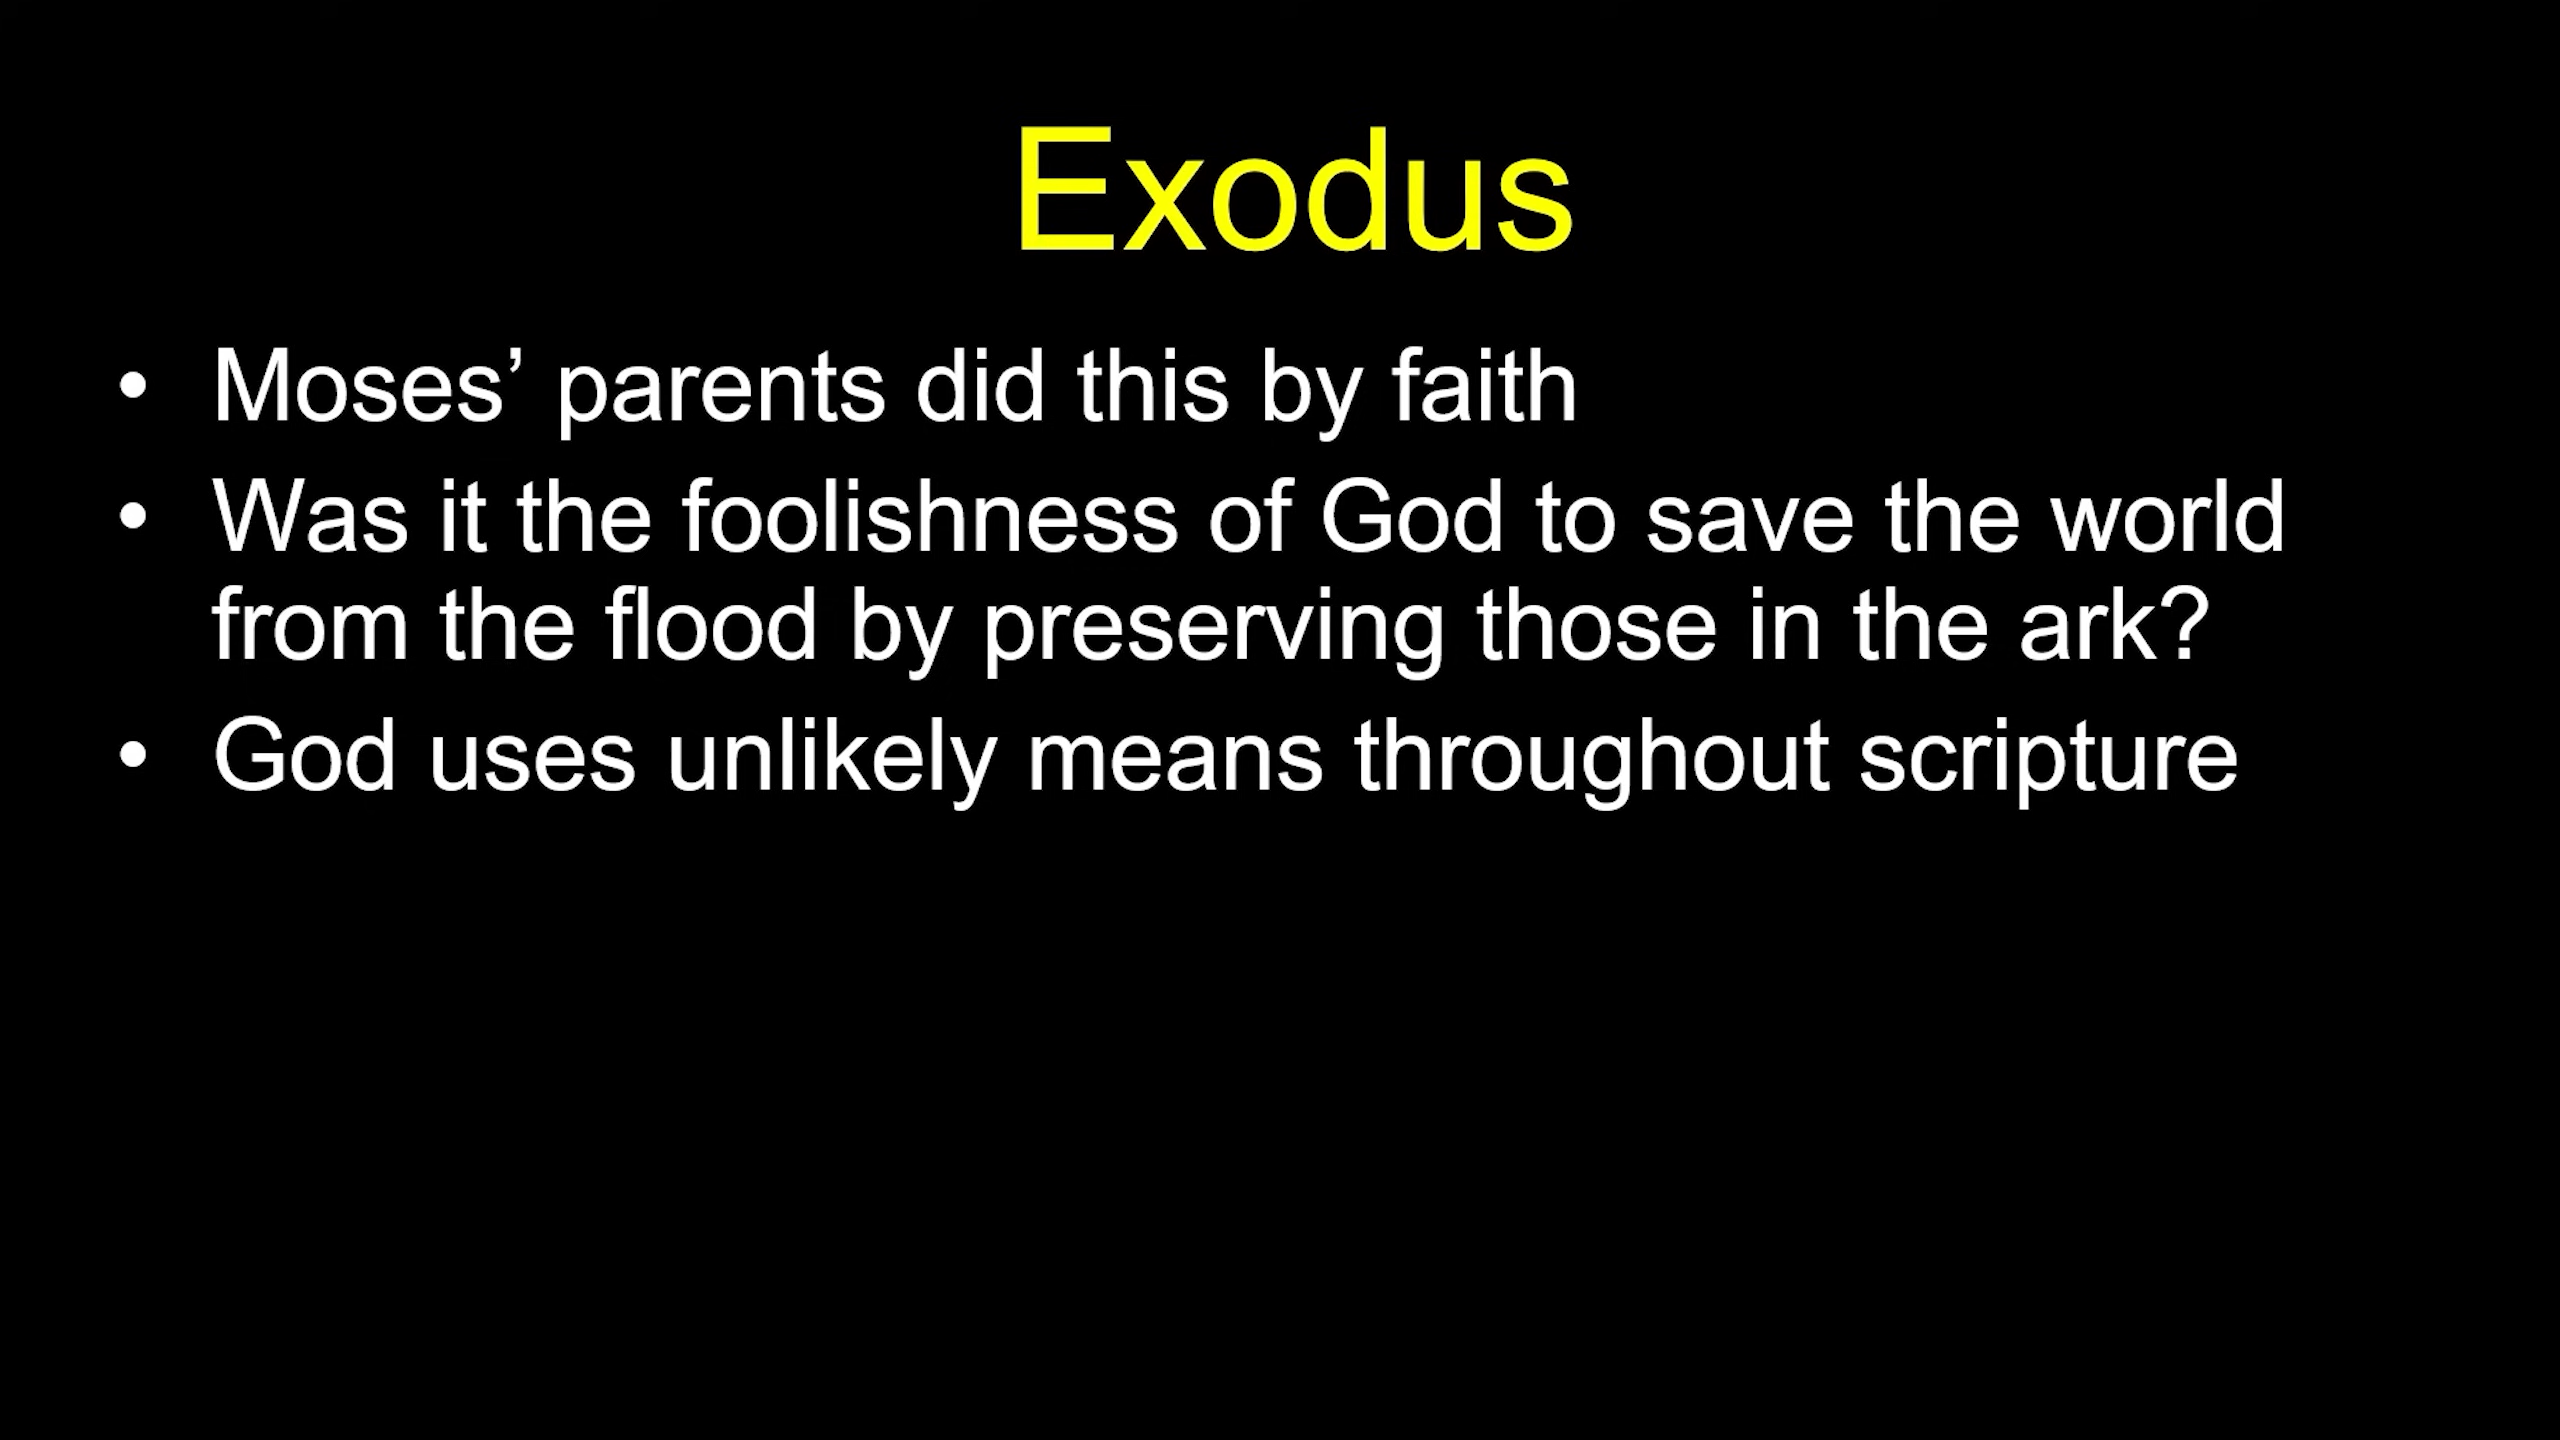 Exodus
• Moses’ parents did this by faith
• Was it the foolishness of God to save the world
from the flood by preserving those in the ark?
• God uses unlikely means throughout scripture